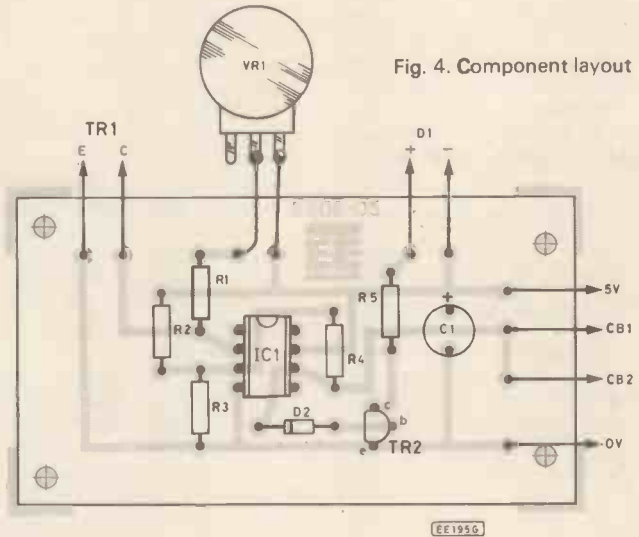 VR1
Fig. 4. Component layout
TR1
D1
E C
+ -
R1
R5
+
5V
R2
C1
IC1
CB1
R4
CB2
R3
D2
c
b
TR2
e
0V
EE195G